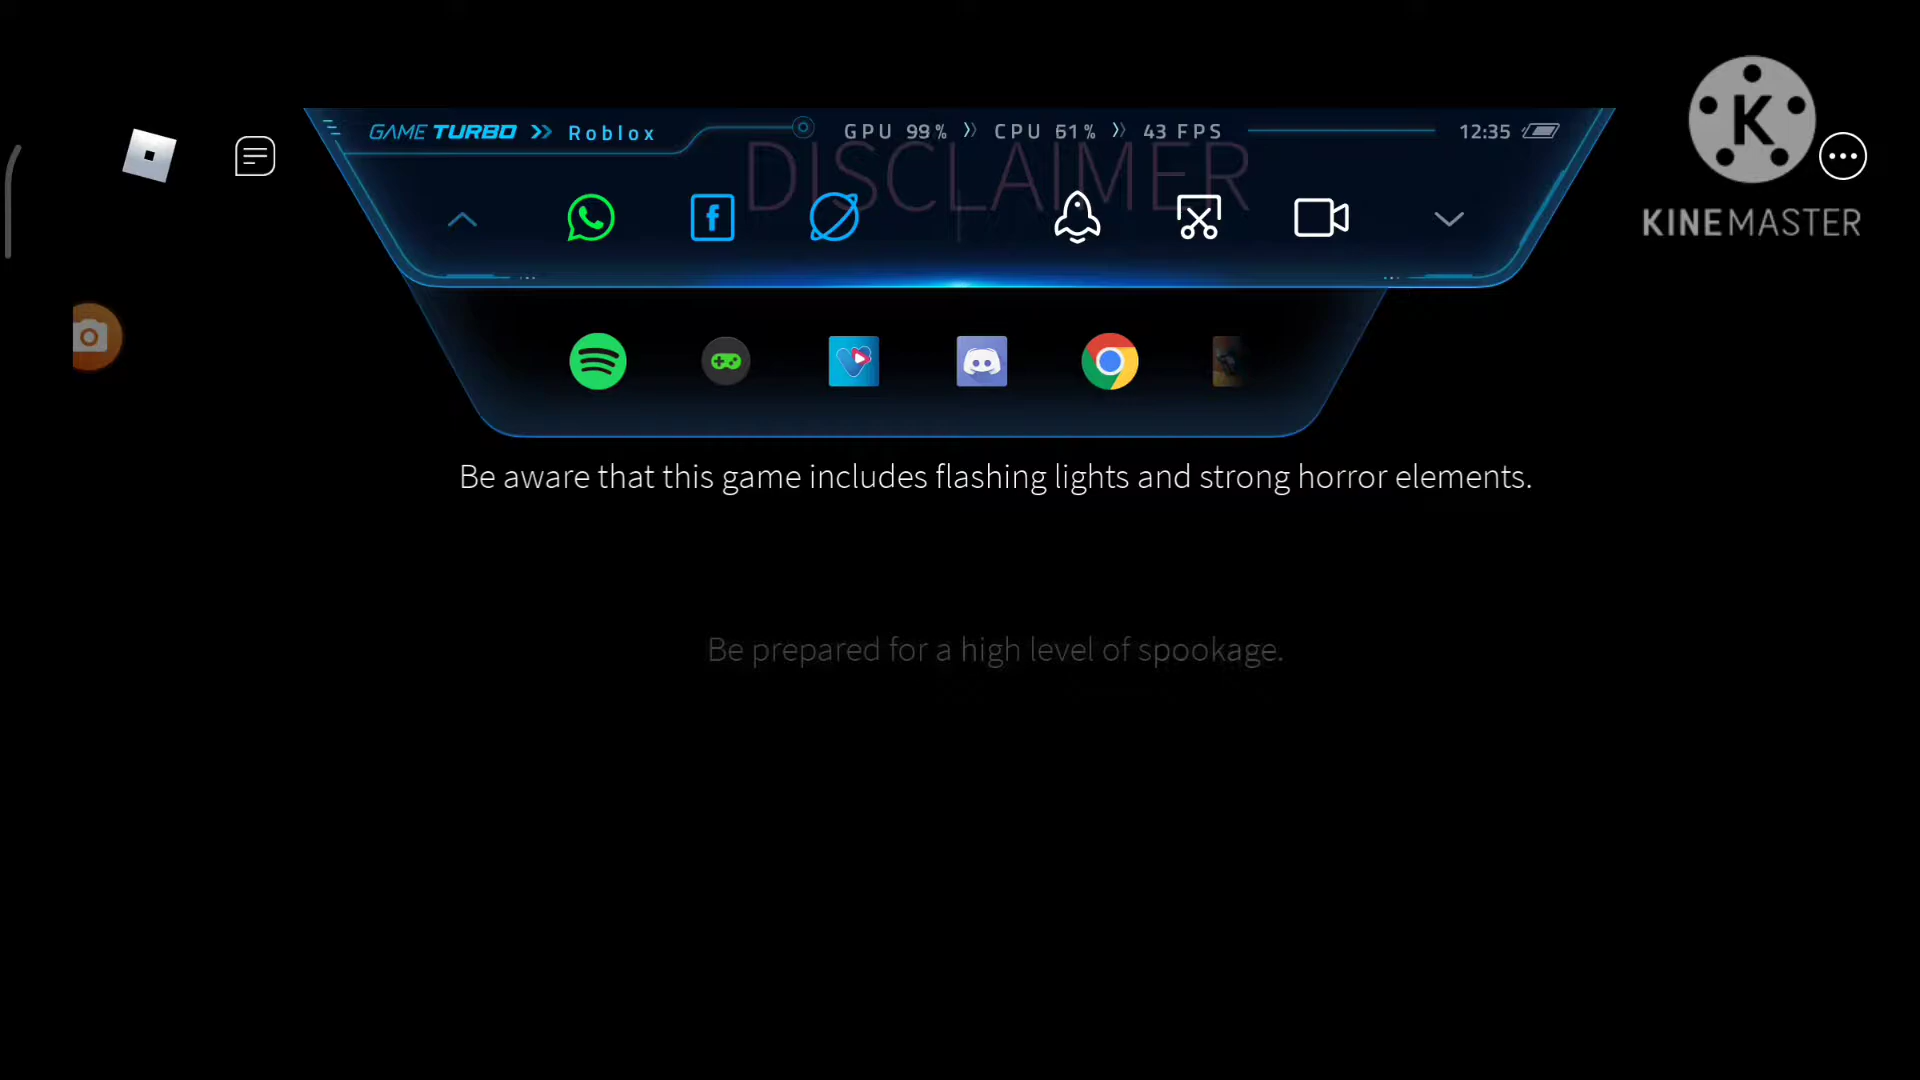 GAME TURBO Roblox GPU 99% CPU 61% 43 FPS 12:35
DISCLAIMER
KINEMASTER
Be aware that this game includes flashing lights and strong horror elements.
Be prepared for a high level of spookage.